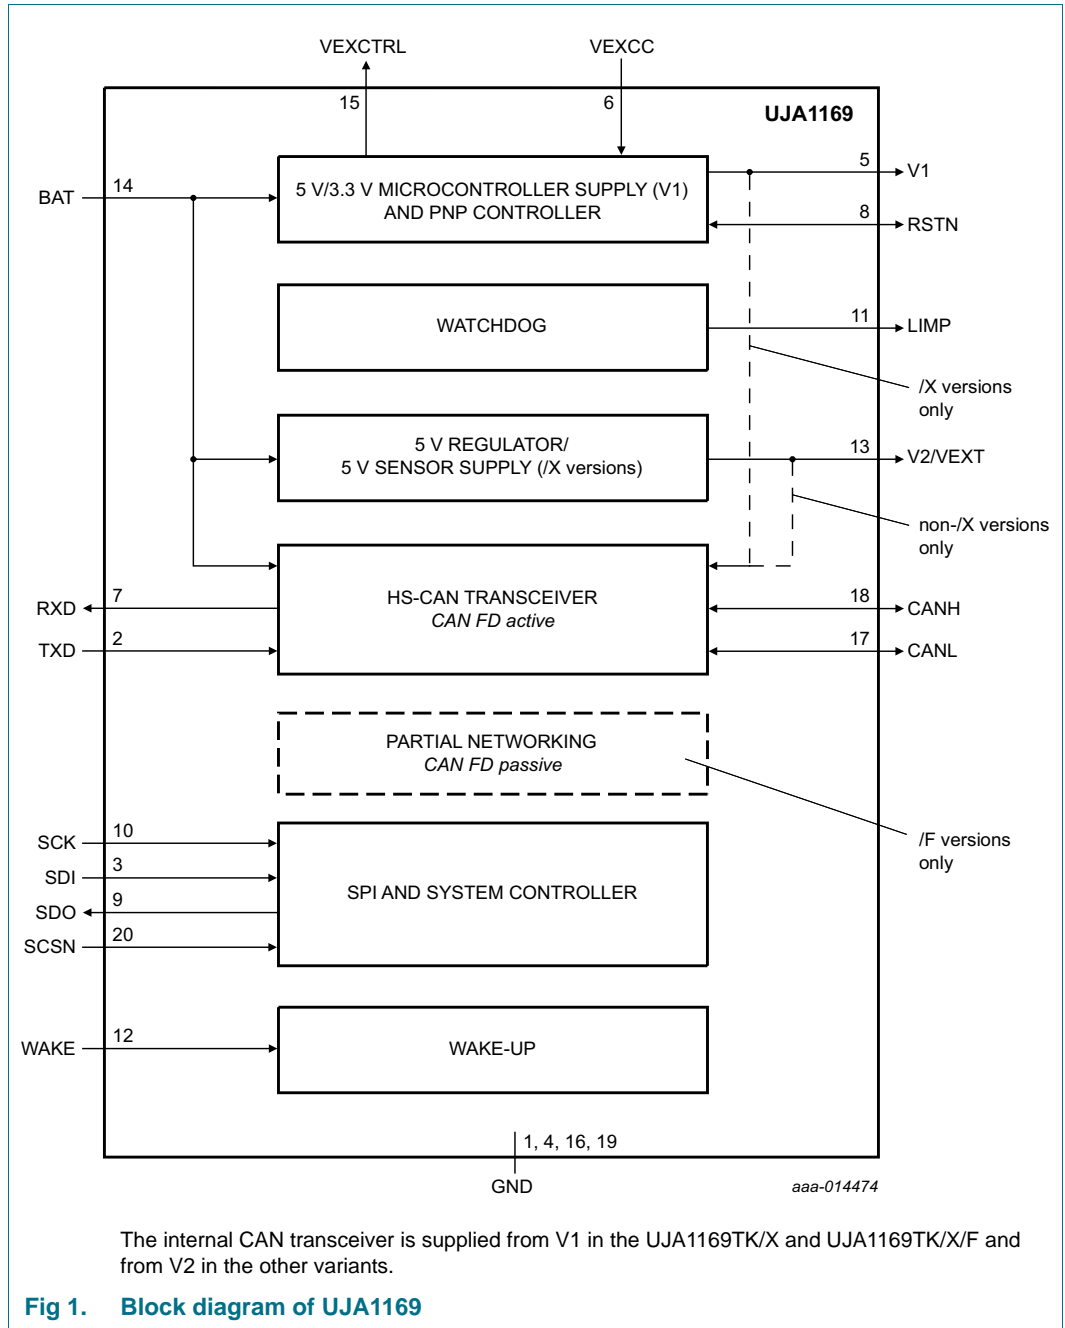 VEXCTRL
VEXCC
15
6
UJA1169
BAT
14
5 V/3.3 V MICROCONTROLLER SUPPLY (V1)
AND PNP CONTROLLER
5
V1
8
RSTN
WATCHDOG
11
LIMP
/X versions
only
5 V REGULATOR/
5 V SENSOR SUPPLY (/X versions)
13
V2/VEXT
non-/X versions
only
RXD
7
TXD
2
HS-CAN TRANSCEIVER
CAN FD active
18
CANH
17
CANL
PARTIAL NETWORKING
CAN FD passive
/F versions
only
SCK
10
SDI
3
SDO
9
SCSN
20
SPI AND SYSTEM CONTROLLER
WAKE
12
WAKE-UP
1, 4, 16, 19
GND
aaa-014474
The internal CAN transceiver is supplied from V1 in the UJA1169TK/X and UJA1169TK/X/F and
from V2 in the other variants.
Fig 1. Block diagram of UJA1169